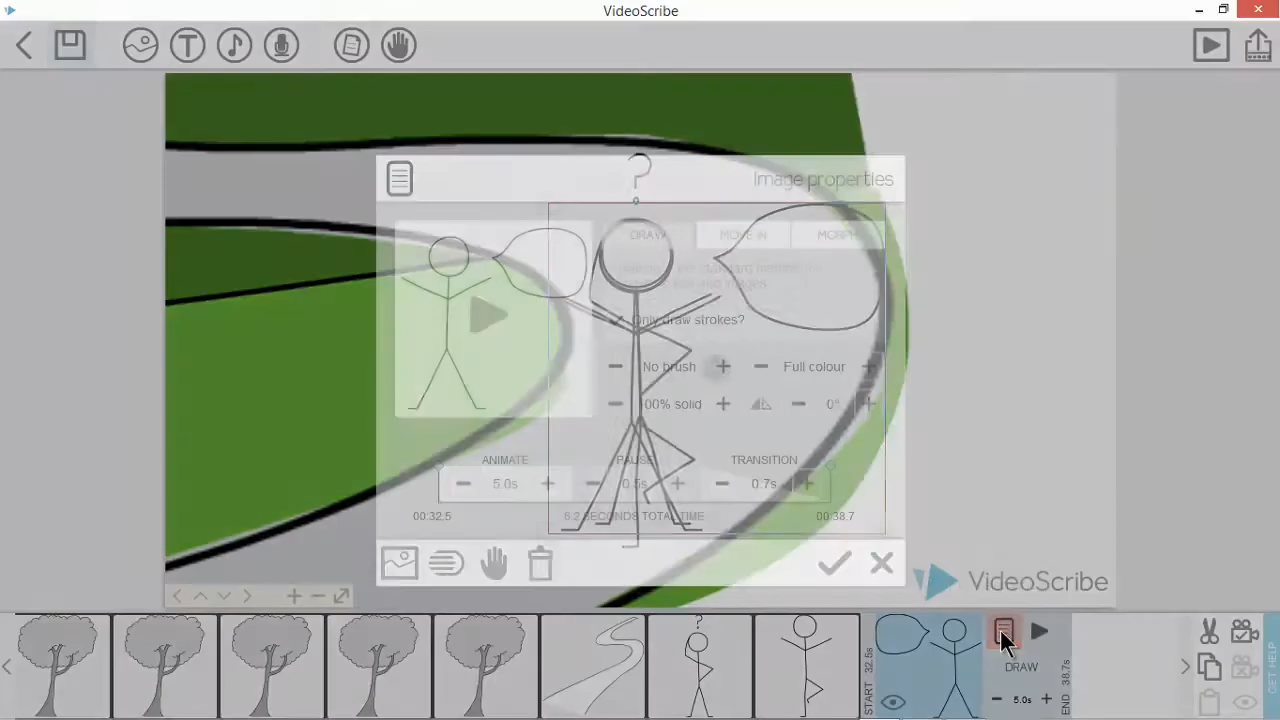 VideoScribe
T
?
Image properties
DRAW
MOVE IN
MORPH
Only draw strokes?
No brush
Full colour
00% solid
0°
ANIMATE
PAUSE
TRANSITION
5.0s
0.5s
0.7s
00:32.5
6.2 SECONDS TOTAL TIME
00:38.7
VideoScribe
START 32.5s
DRAW
5.0s
END 38.7s
GET HELP